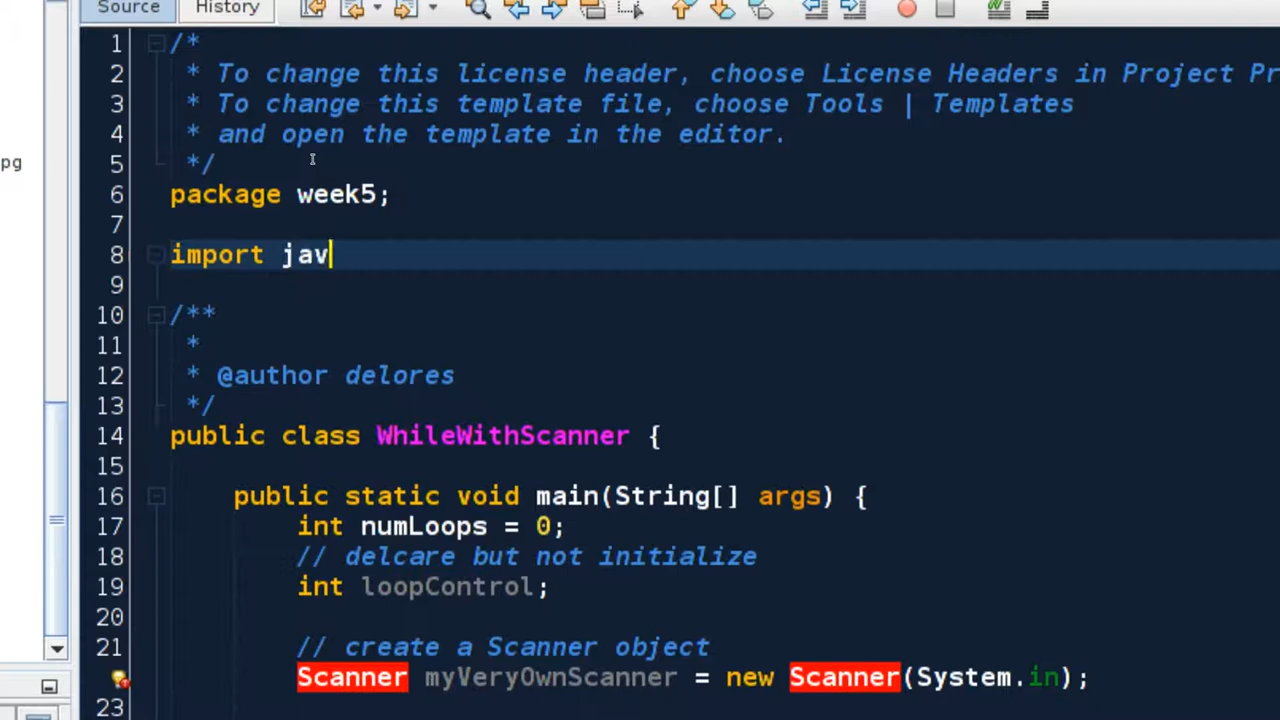 Source History
1 /*
2 * To change this license header, choose License Headers in Project Pr
3 * To change this template file, choose Tools | Templates
4 * and open the template in the editor.
pg
5 */
6 package week5;
7
8 import jav
9
10 /**
11 *
12 * @author delores
13 */
14 public class WhileWithScanner {
15
16 public static void main(String[] args) {
17 int numLoops = 0;
18 // delcare but not initialize
19 int loopControl;
20
21 // create a Scanner object
Scanner myVeryOwnScanner = new Scanner(System.in);
23